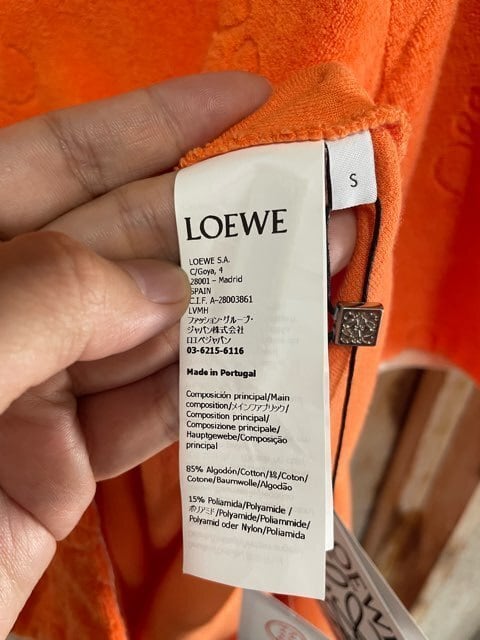 S
LOEWE
LOEWE S.A.
C/Goya, 4
28001 - Madrid
SPAIN
C.I.F. A-28003861
LVMH
ファッション・グループ・
ジャパン株式会社
ロエベジャパン
03-6215-6116
Made in Portugal
Composición principal/Main
composition/メインファブリック/
Composition principal/
Composizione principale/
Hauptgewebe/Composição
principal
85% Algodón/Cotton/綿/Coton/
Cotone/Baumwolle/Algodão
15% Poliamida/Polyamide /
ポリアミド/Polyamide/Poliammide/
Polyamid oder Nylon/Poliamida
LOEWE